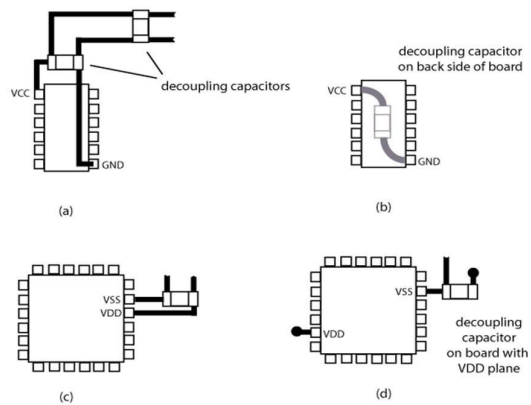 decoupling capacitors
VCC
GND
(a)
decoupling capacitor
on back side of board
VCC
GND
(b)
VSS
VDD
(c)
VSS
VDD
decoupling
capacitor
on board with
VDD plane
(d)